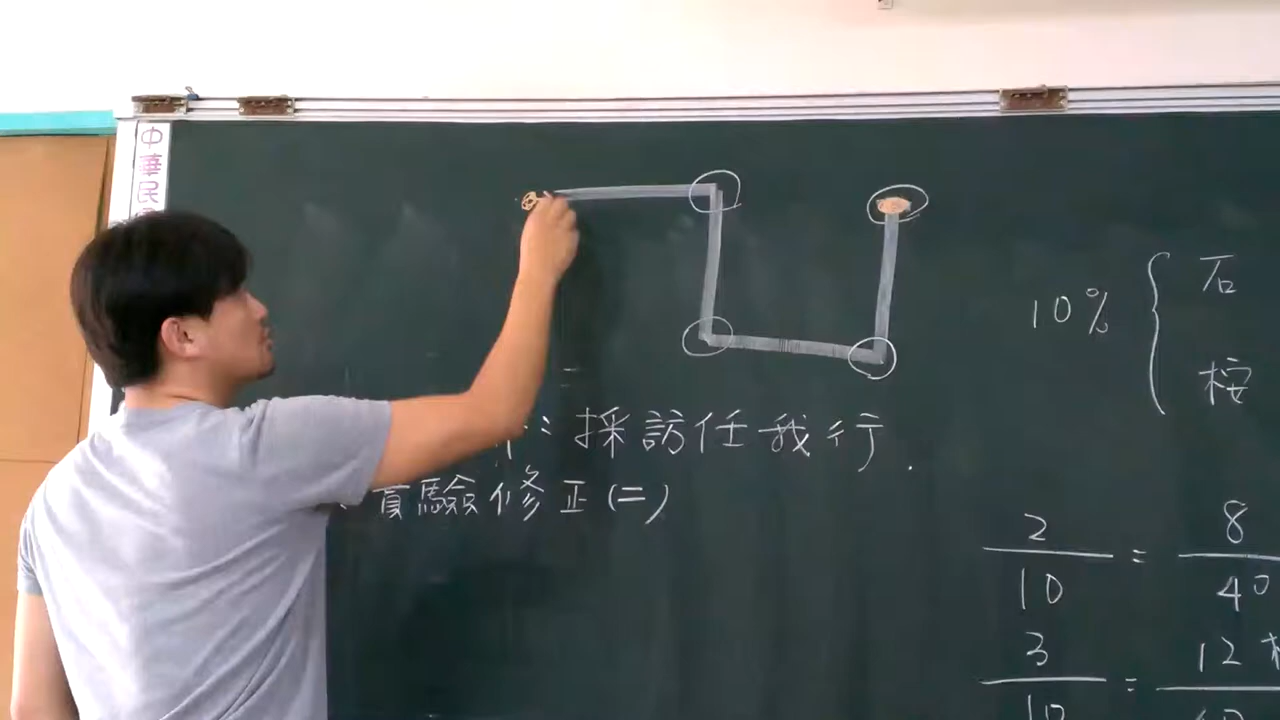 中華民
10% { 石
桉
: 採訪任我行.
實驗修正(二)
2/10 = 8/40
3/10 = 12